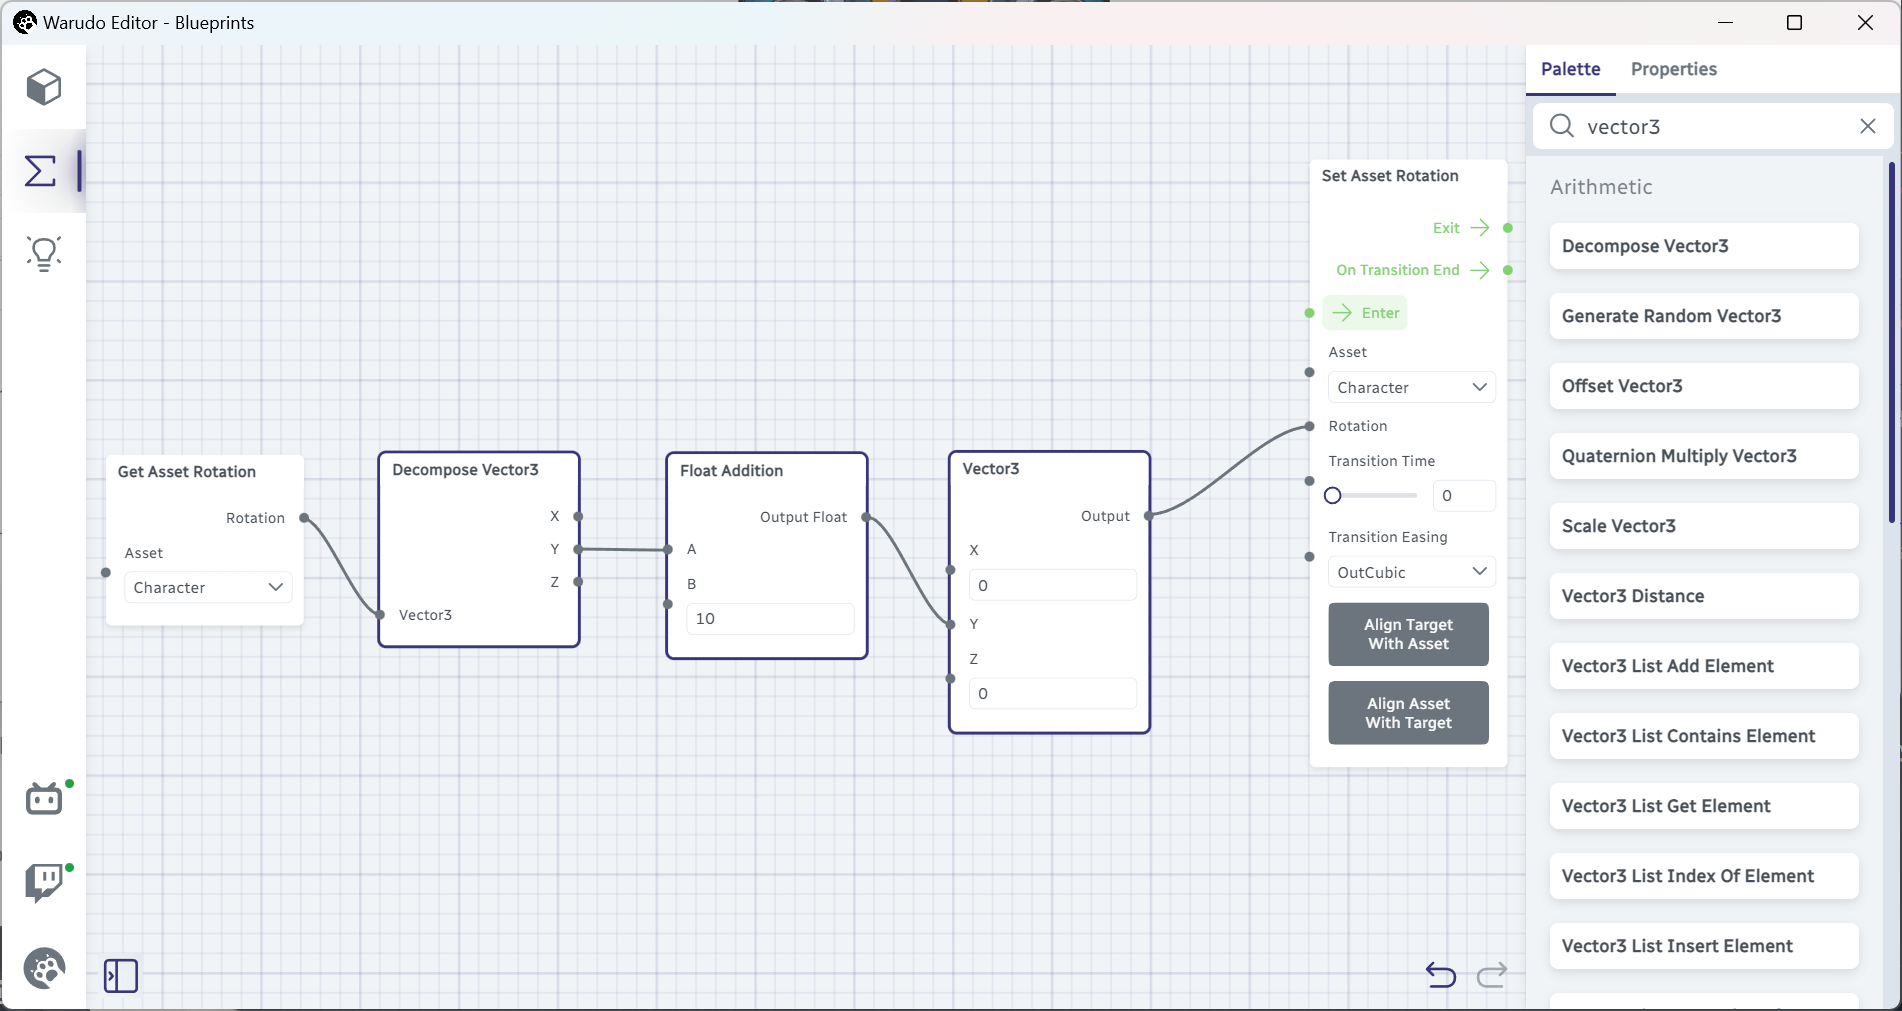 Warudo Editor - Blueprints
Palette
Properties
vector3
Arithmetic
Decompose Vector3
Generate Random Vector3
Offset Vector3
Quaternion Multiply Vector3
Scale Vector3
Vector3 Distance
Vector3 List Add Element
Vector3 List Contains Element
Vector3 List Get Element
Vector3 List Index Of Element
Vector3 List Insert Element
Get Asset Rotation
Rotation
Asset
Character
Decompose Vector3
X
Y
Z
Vector3
Float Addition
Output Float
A
B
10
Vector3
Output
X
0
Y
Z
0
Set Asset Rotation
Exit
On Transition End
Enter
Asset
Character
Rotation
Transition Time
0
Transition Easing
OutCubic
Align Target
With Asset
Align Asset
With Target